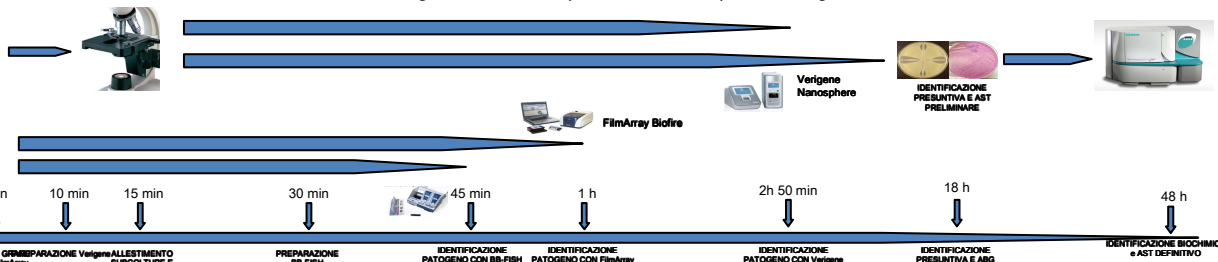 Verigene
Nanosphere
IDENTIFICAZIONE
PRESUNTIVA E AST
PRELIMINARE
FilmArray Biofire
10 min
15 min
30 min
45 min
1 h
2h 50 min
18 h
48 h
PREPARAZIONE Verigene
ALLESTIMENTO
PREPARAZIONE
BB-FISH
IDENTIFICAZIONE
PATOGENO CON BB-FISH
IDENTIFICAZIONE
PATOGENO CON FilmArray
IDENTIFICAZIONE
PATOGENO CON Verigene
IDENTIFICAZIONE
PRESUNTIVA E ABG
IDENTIFICAZIONE BIOCHIMIC
e AST DEFINITIVO